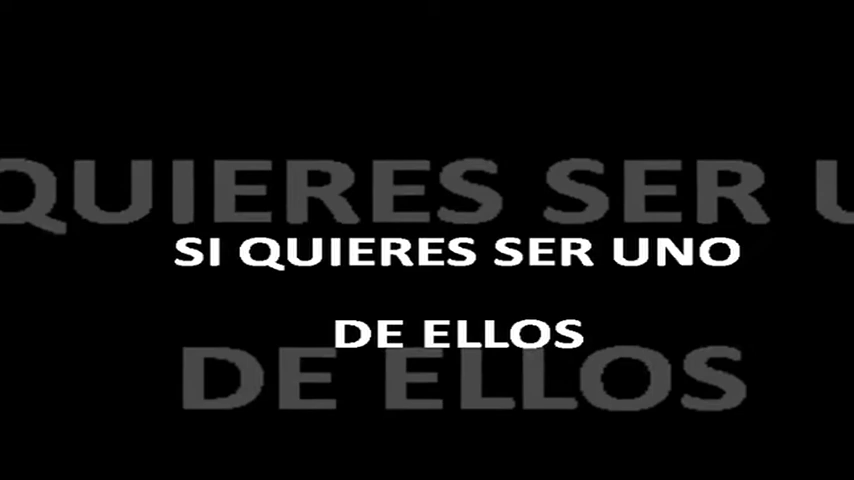 QUIERES SER U
SI QUIERES SER UNO
DE ELLOS
DE ELLOS